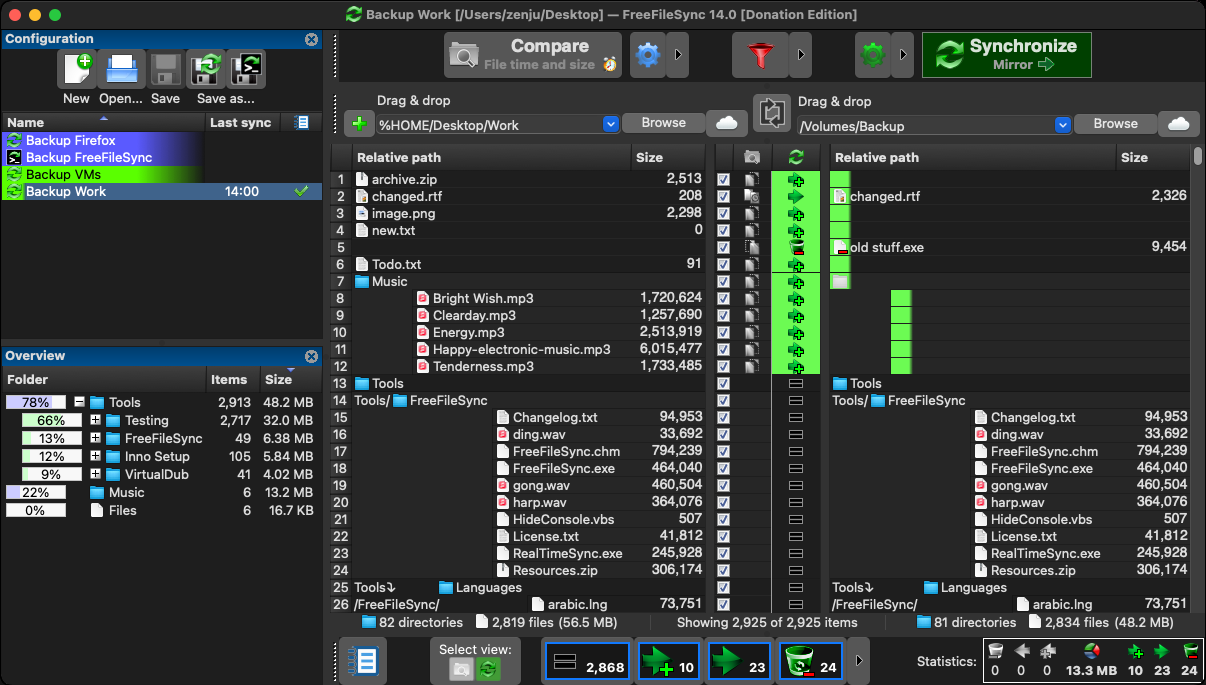 Backup Work [/Users/zenju/Desktop] — FreeFileSync 14.0 [Donation Edition]
Configuration
New Open... Save Save as...
Name Last sync
Backup Firefox
Backup FreeFileSync
Backup VMs
Backup Work 14:00
Overview
Folder Items Size
78% Tools 2,913 48.2 MB
66% Testing 2,717 32.0 MB
13% FreeFileSync 49 6.38 MB
12% Inno Setup 105 5.84 MB
9% VirtualDub 41 4.02 MB
22% Music 6 13.2 MB
0% Files 6 16.7 KB
Compare
File time and size
Synchronize
Mirror
Drag & drop
%HOME/Desktop/Work Browse
Drag & drop
/Volumes/Backup Browse
Relative path Size Relative path Size
1 archive.zip 2,513
2 changed.rtf 208 changed.rtf 2,326
3 image.png 2,298
4 new.txt 0
5 old stuff.exe 9,454
6 Todo.txt 91
7 Music
8 Bright Wish.mp3 1,720,624
9 Clearday.mp3 1,257,690
10 Energy.mp3 2,513,919
11 Happy-electronic-music.mp3 6,015,477
12 Tenderness.mp3 1,733,485
13 Tools Tools
14 Tools/ FreeFileSync Tools/ FreeFileSync
15 Changelog.txt 94,953 Changelog.txt 94,953
16 ding.wav 33,692 ding.wav 33,692
17 FreeFileSync.chm 794,239 FreeFileSync.chm 794,239
18 FreeFileSync.exe 464,040 FreeFileSync.exe 464,040
19 gong.wav 460,504 gong.wav 460,504
20 harp.wav 364,076 harp.wav 364,076
21 HideConsole.vbs 507 HideConsole.vbs 507
22 License.txt 41,812 License.txt 41,812
23 RealTimeSync.exe 245,928 RealTimeSync.exe 245,928
24 Resources.zip 306,174 Resources.zip 306,174
25 Tools⤵ Languages Tools⤵ Languages
26 /FreeFileSync/ arabic.lng 73,751 /FreeFileSync/ arabic.lng 73,751
82 directories 2,819 files (56.5 MB) Showing 2,925 of 2,925 items 81 directories 2,834 files (48.2 MB)
Select view:
2,868 10 23 24
Statistics:
0 0 0 13.3 MB 10 23 24